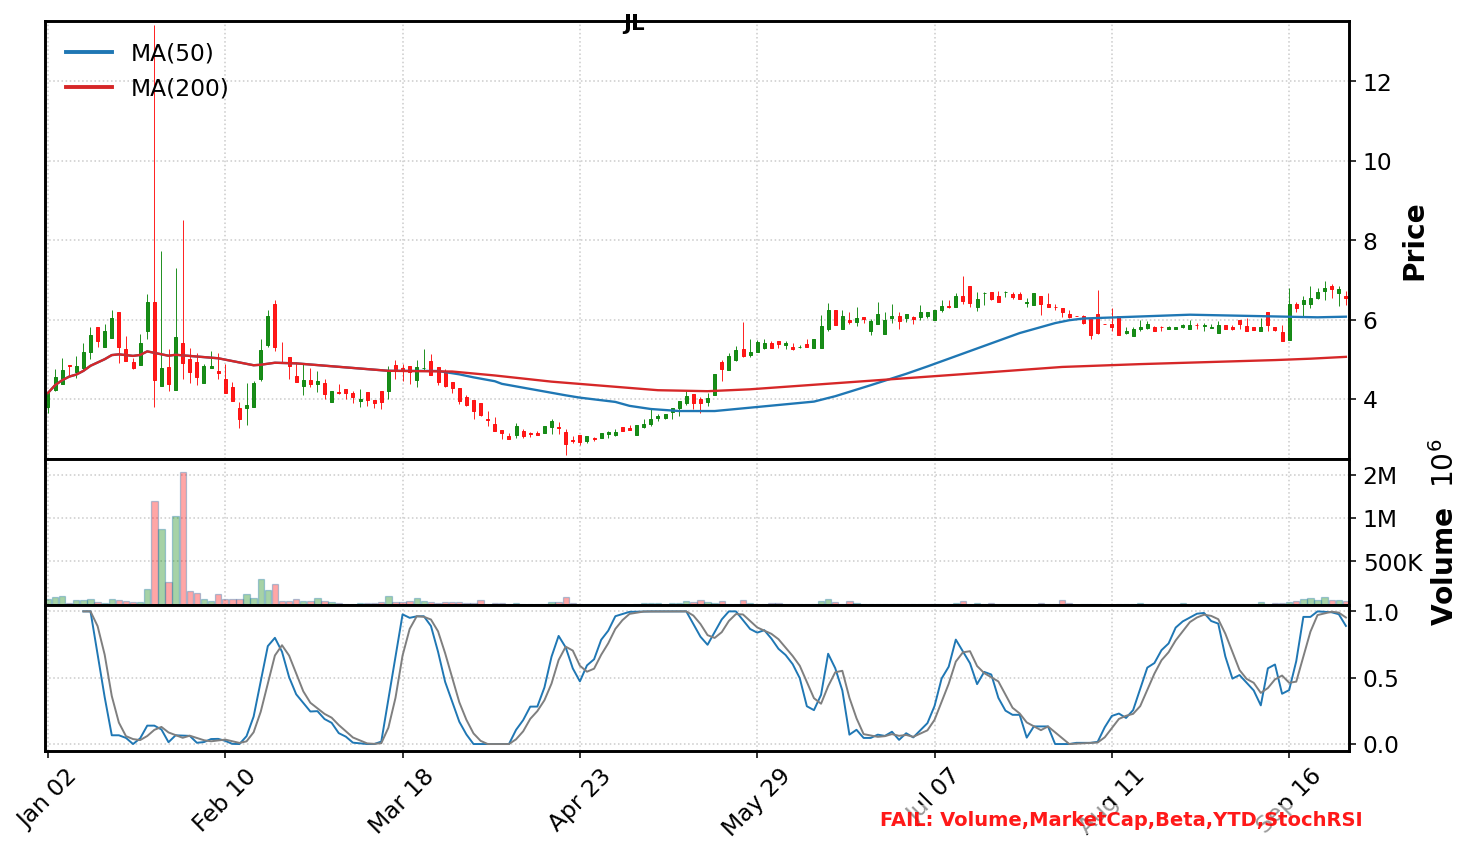 JL
MA(50)
MA(200)
12
10
8
6
4
Price
2M
1M
500K
Volume 10⁶
1.0
0.5
0.0
Jan 02
Feb 10
Mar 18
Apr 23
May 29
Jul 07
Aug 11
Sep 16
FAIL: Volume,MarketCap,Beta,YTD,StochRSI